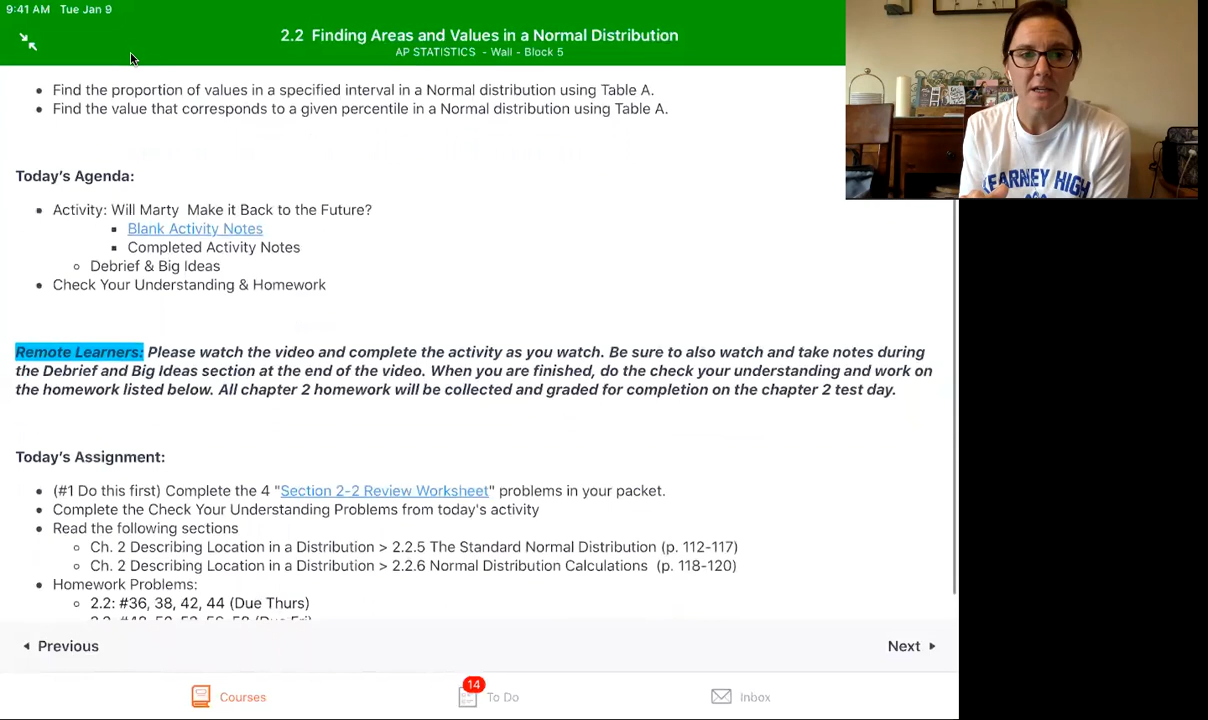 9:41 AM Tue Jan 9
2.2 Finding Areas and Values in a Normal Distribution
AP STATISTICS - Wall - Block 5
• Find the proportion of values in a specified interval in a Normal distribution using Table A.
• Find the value that corresponds to a given percentile in a Normal distribution using Table A.
Today's Agenda:
• Activity: Will Marty Make it Back to the Future?
▪ Blank Activity Notes
▪ Completed Activity Notes
◦ Debrief & Big Ideas
• Check Your Understanding & Homework
Remote Learners: Please watch the video and complete the activity as you watch. Be sure to also watch and take notes during
the Debrief and Big Ideas section at the end of the video. When you are finished, do the check your understanding and work on
the homework listed below. All chapter 2 homework will be collected and graded for completion on the chapter 2 test day.
Today's Assignment:
• (#1 Do this first) Complete the 4 "Section 2-2 Review Worksheet" problems in your packet.
• Complete the Check Your Understanding Problems from today's activity
• Read the following sections
◦ Ch. 2 Describing Location in a Distribution > 2.2.5 The Standard Normal Distribution (p. 112-117)
◦ Ch. 2 Describing Location in a Distribution > 2.2.6 Normal Distribution Calculations (p. 118-120)
• Homework Problems:
◦ 2.2: #36, 38, 42, 44 (Due Thurs)
Previous
Next
Courses
14
To Do
Inbox
HIGH